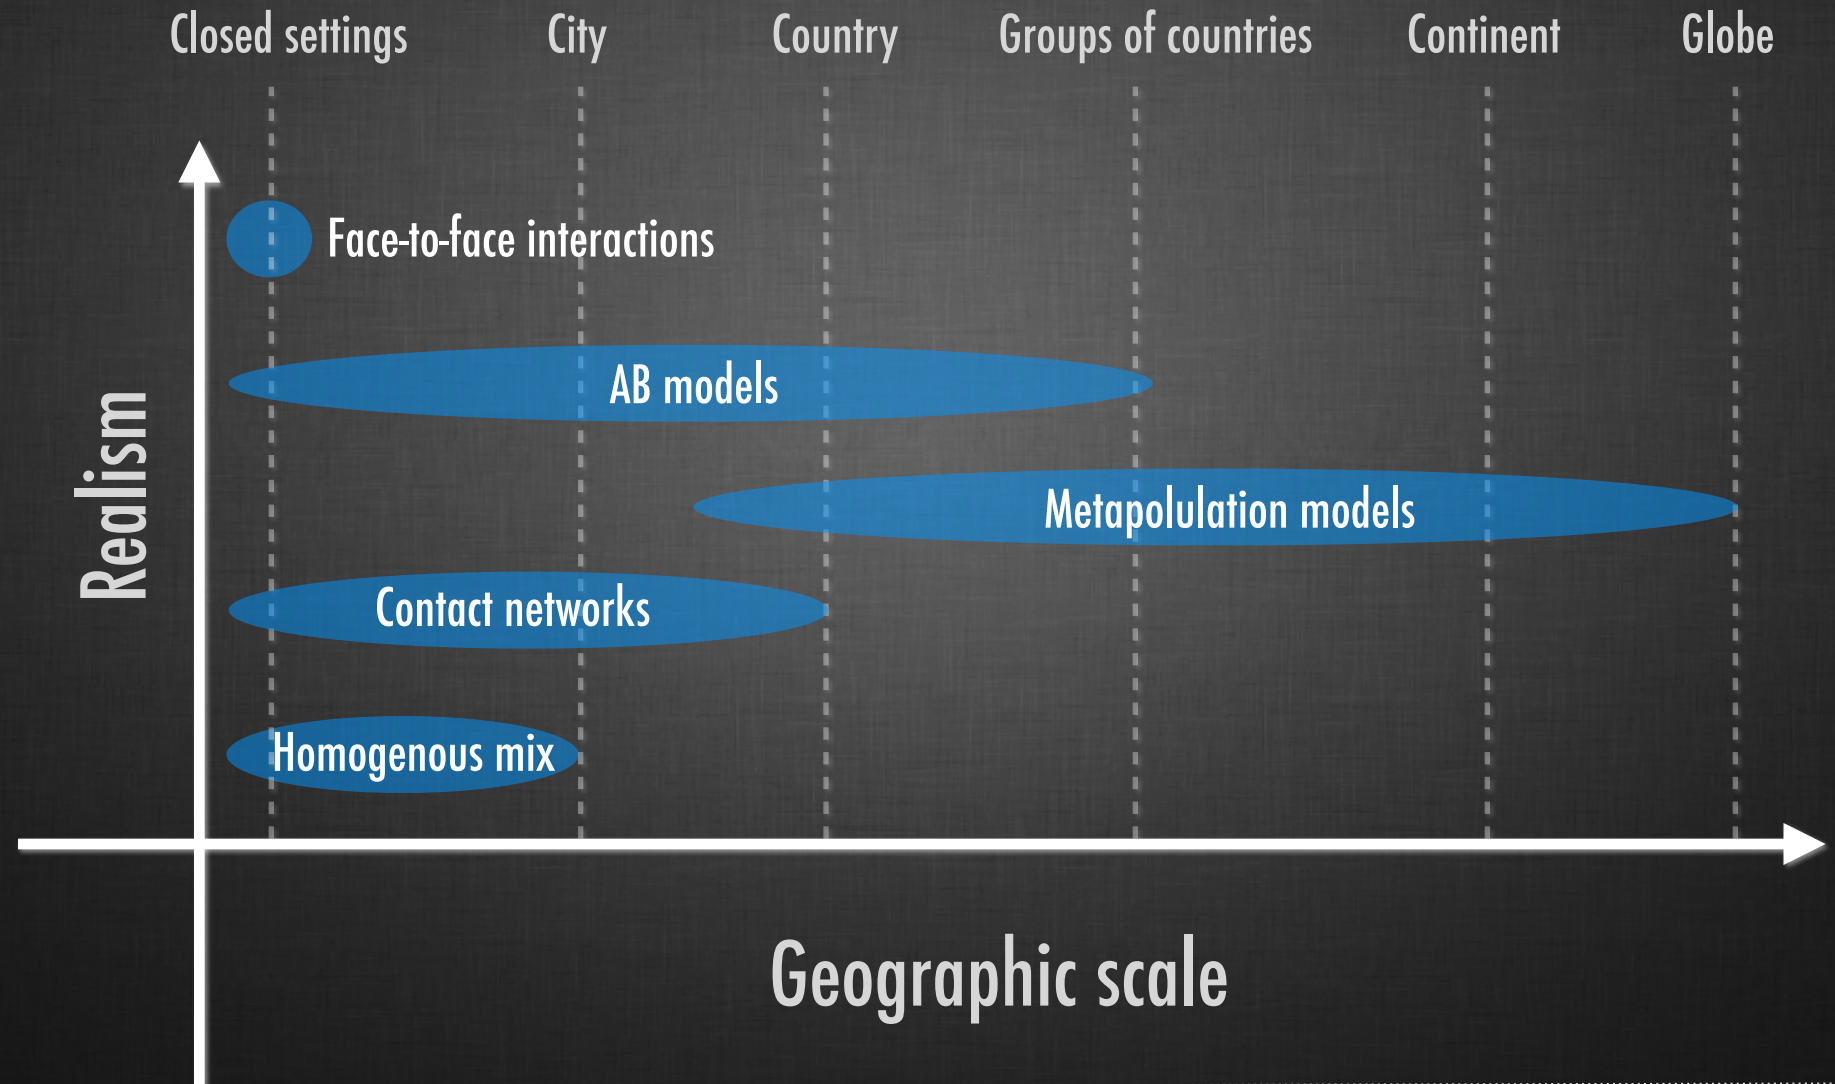 Closed settings
City
Country
Groups of countries
Continent
Globe
Face-to-face interactions
AB models
Metapolulation models
Contact networks
Homogenous mix
Realism
Geographic scale